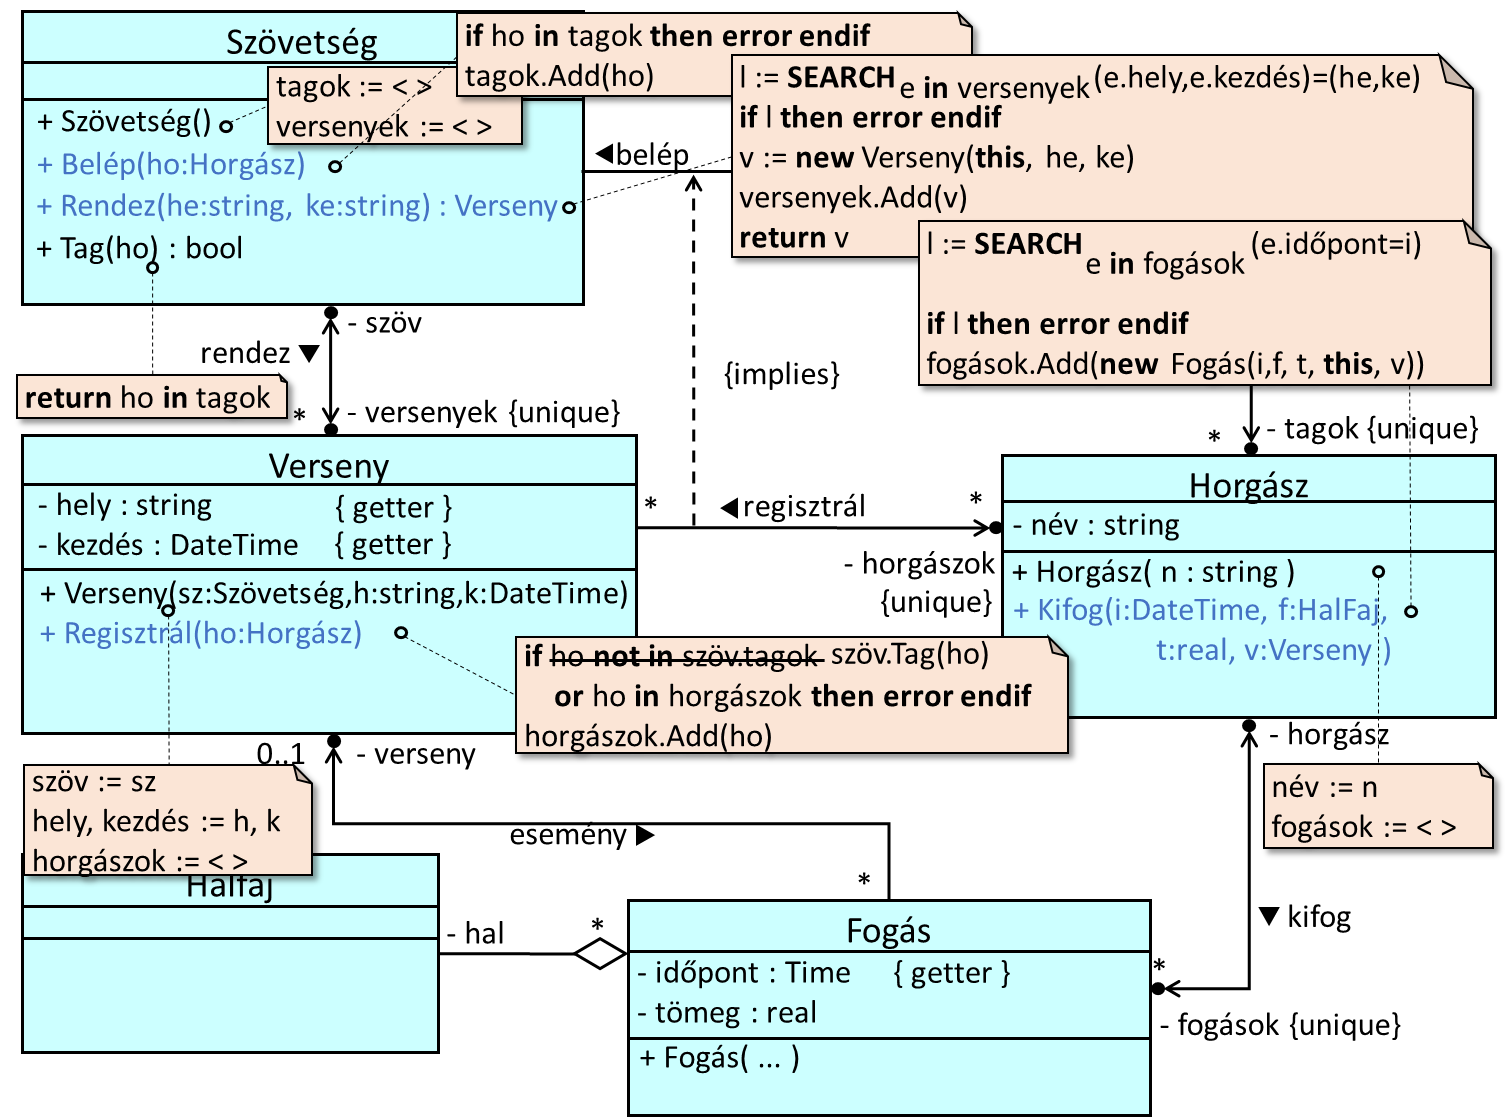 Szövetség
+ Szövetség()
+ Belép(ho:Horgász)
+ Rendez(he:string, ke:string) : Verseny
+ Tag(ho) : bool
tagok := < >
versenyek := < >
if ho in tagok then error endif
tagok.Add(ho)
l := SEARCH e in versenyek (e.hely,e.kezdés)=(he,ke)
if l then error endif
v := new Verseny(this, he, ke)
versenyek.Add(v)
return v
l := SEARCH e in fogások (e.időpont=i)
if l then error endif
fogások.Add(new Fogás(i,f, t, this, v))
◀belép
- szöv
rendez ▼
{implies}
return ho in tagok
* - versenyek {unique}
* - tagok {unique}
Verseny
- hely : string { getter }
- kezdés : DateTime { getter }
+ Verseny(sz:Szövetség,h:string,k:DateTime)
+ Regisztrál(ho:Horgász)
* ◀regisztrál *
- horgászok
{unique}
Horgász
- név : string
+ Horgász( n : string )
+ Kifog(i:DateTime, f:HalFaj,
t:real, v:Verseny )
if ho not in szöv.tagok szöv.Tag(ho)
or ho in horgászok then error endif
horgászok.Add(ho)
0..1 - verseny
- horgász
szöv := sz
hely, kezdés := h, k
horgászok := < >
név := n
fogások := < >
esemény ▶
*
Halfaj
- hal *
▼ kifog
Fogás
- időpont : Time { getter }
- tömeg : real
+ Fogás( ... )
*
- fogások {unique}